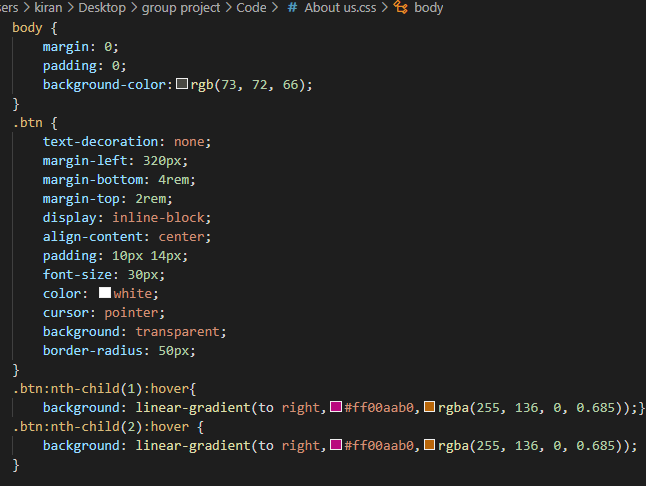 ers > kiran > Desktop > group project > Code > # About us.css > body
body {
margin: 0;
padding: 0;
background-color: rgb(73, 72, 66);
}
.btn {
text-decoration: none;
margin-left: 320px;
margin-bottom: 4rem;
margin-top: 2rem;
display: inline-block;
align-content: center;
padding: 10px 14px;
font-size: 30px;
color: white;
cursor: pointer;
background: transparent;
border-radius: 50px;
}
.btn:nth-child(1):hover{
background: linear-gradient(to right, #ff00aab0, rgba(255, 136, 0, 0.685));}
.btn:nth-child(2):hover {
background: linear-gradient(to right, #ff00aab0, rgba(255, 136, 0, 0.685));
}